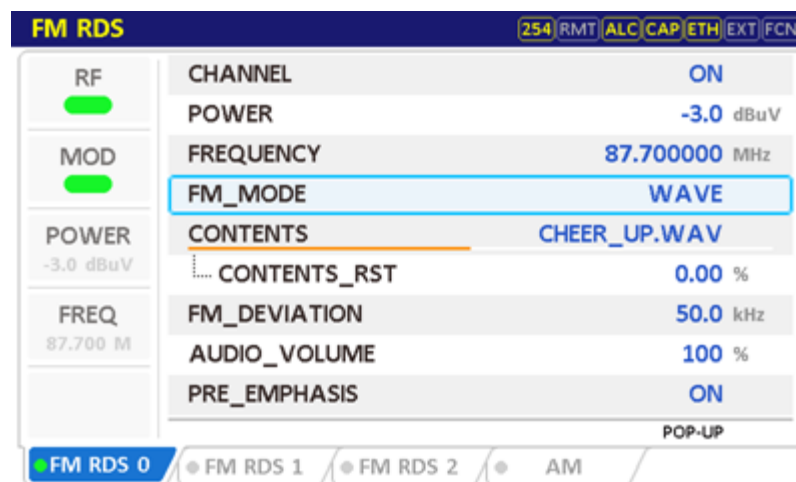 FM RDS 254 RMT ALC CAP ETH EXT FCN
RF
MOD
POWER
-3.0 dBuV
FREQ
87.700 M
CHANNEL ON
POWER -3.0 dBuV
FREQUENCY 87.700000 MHz
FM_MODE WAVE
CONTENTS CHEER_UP.WAV
CONTENTS_RST 0.00 %
FM_DEVIATION 50.0 kHz
AUDIO_VOLUME 100 %
PRE_EMPHASIS ON
POP-UP
FM RDS 0 FM RDS 1 FM RDS 2 AM